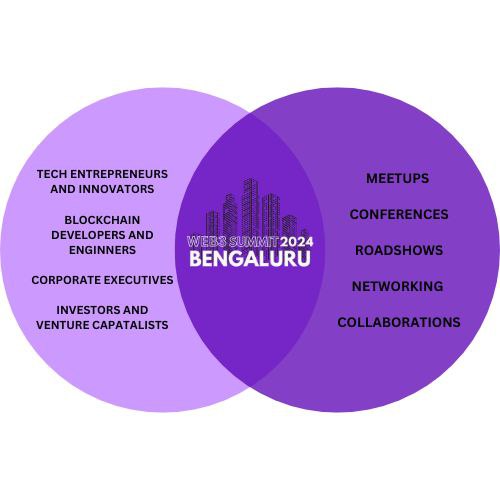 TECH ENTREPRENEURS
AND INNOVATORS
BLOCKCHAIN
DEVELOPERS AND
ENGINNERS
CORPORATE EXECUTIVES
INVESTORS AND
VENTURE CAPATALISTS
WEB3 SUMMIT 2024
BENGALURU
MEETUPS
CONFERENCES
ROADSHOWS
NETWORKING
COLLABORATIONS